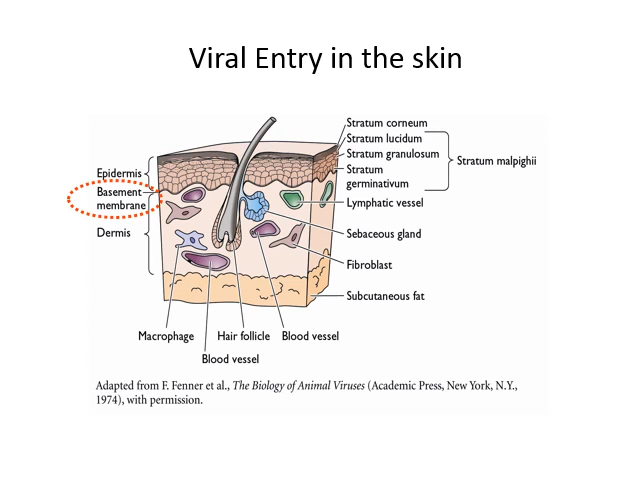 Viral Entry in the skin
Stratum corneum
Stratum lucidum
Stratum granulosum
Stratum
germinativum
Stratum malpighii
Epidermis
Basement
membrane
Dermis
Lymphatic vessel
Sebaceous gland
Fibroblast
Subcutaneous fat
Macrophage
Hair follicle
Blood vessel
Blood vessel
Adapted from F. Fenner et al., The Biology of Animal Viruses (Academic Press, New York, N.Y.,
1974), with permission.